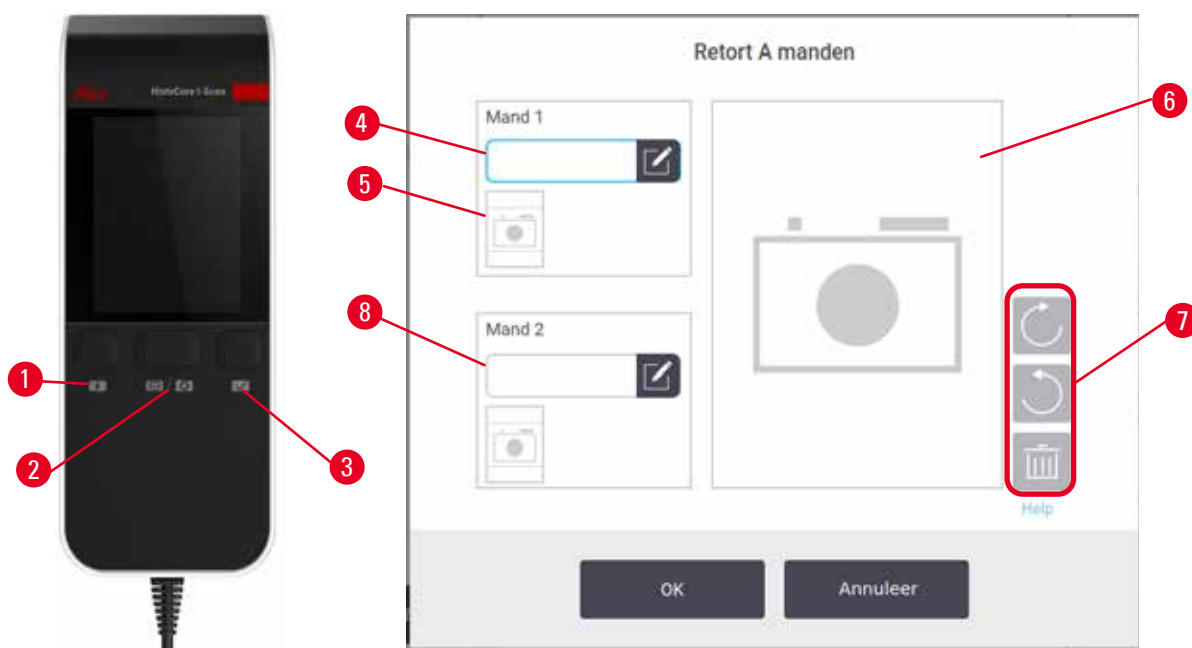 HistoCore I-Scan
1
2
3
Retort A manden
Mand 1
4
5
6
Mand 2
8
7
Help
OK
Annuleer